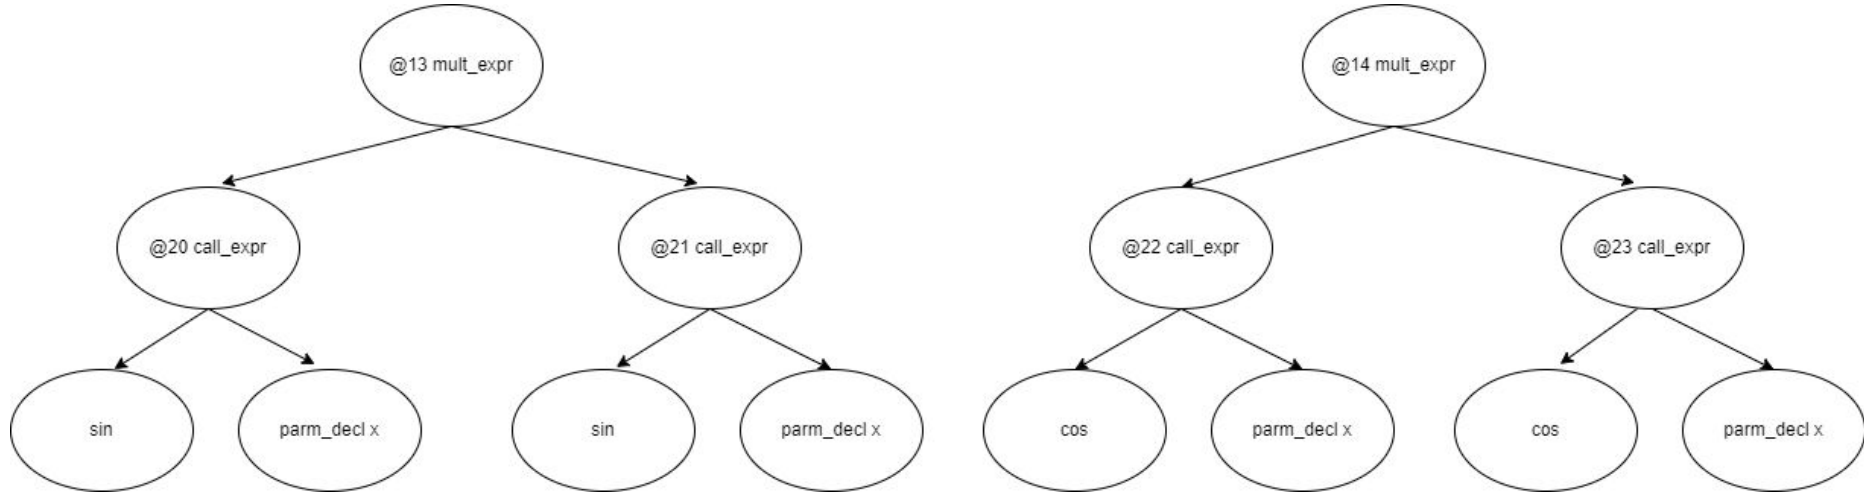 @13 mult_expr
@14 mult_expr
@20 call_expr
@21 call_expr
@22 call_expr
@23 call_expr
sin
parm_decl x
sin
parm_decl x
cos
parm_decl x
cos
parm_decl x